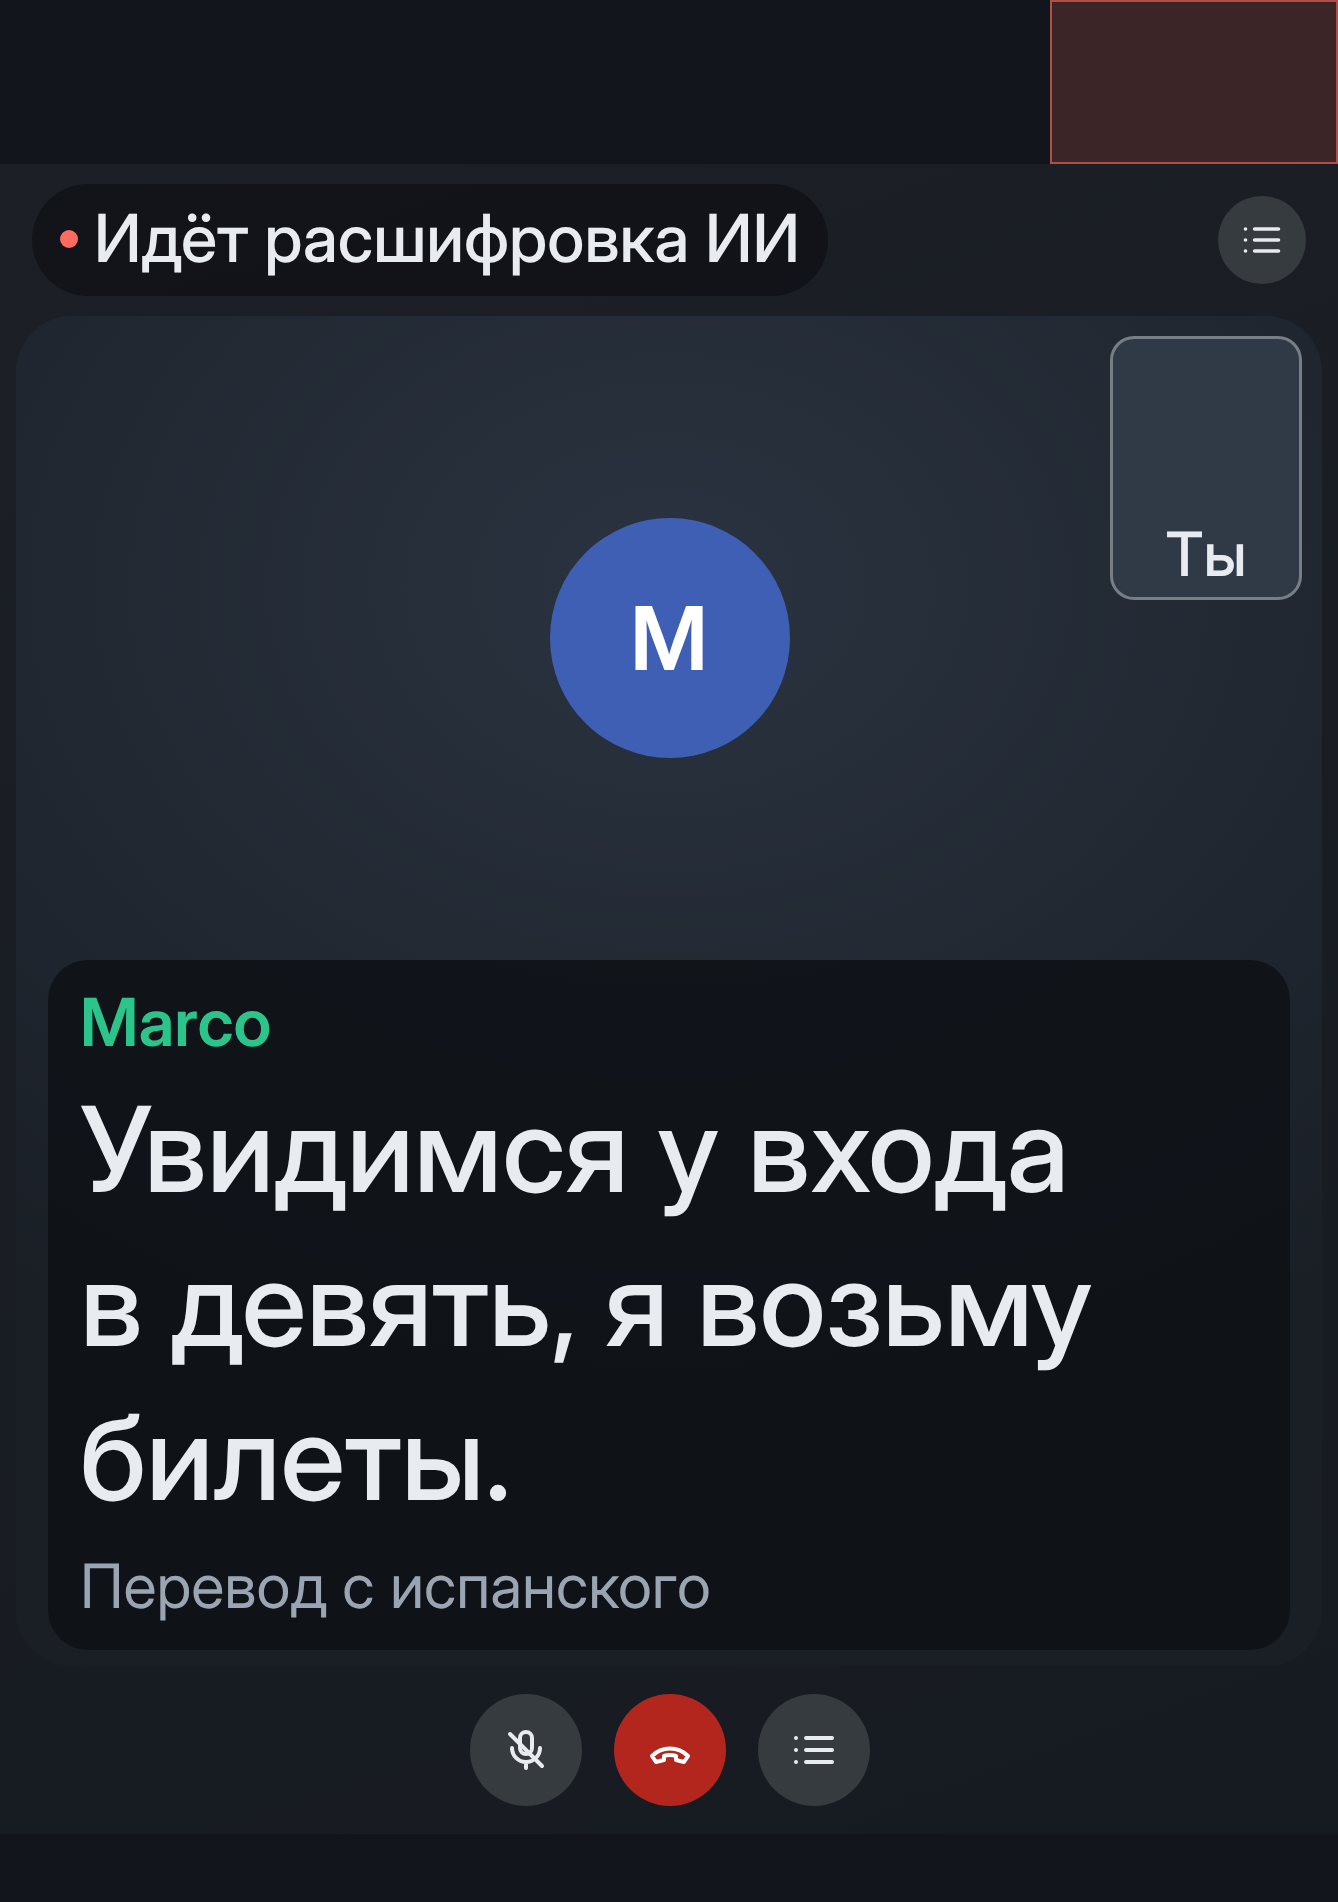 Идёт расшифровка ИИ
Ты
М
Marco
Увидимся у входа
в девять, я возьму
билеты.
Перевод с испанского